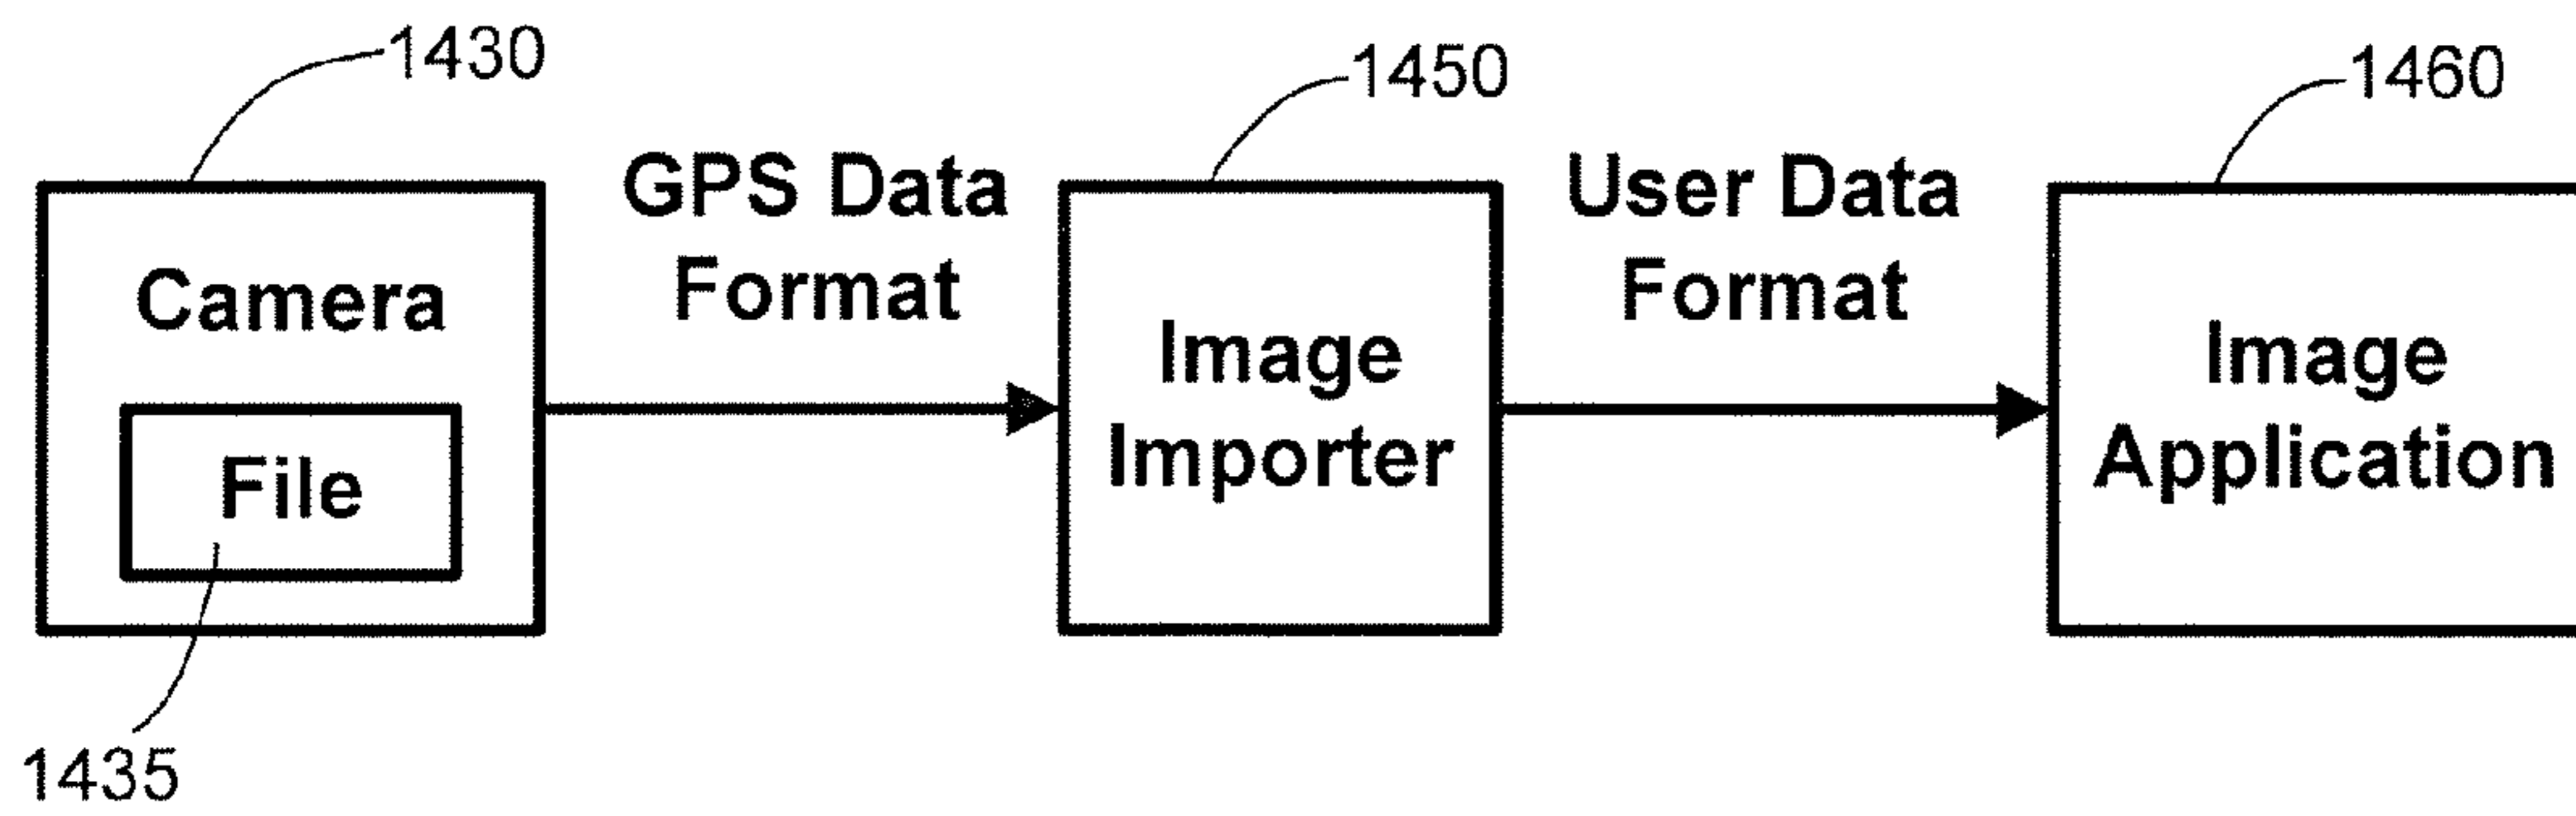 1430
1450
1460
GPS Data
Format
User Data
Format
Camera
File
Image
Importer
Image
Application
1435